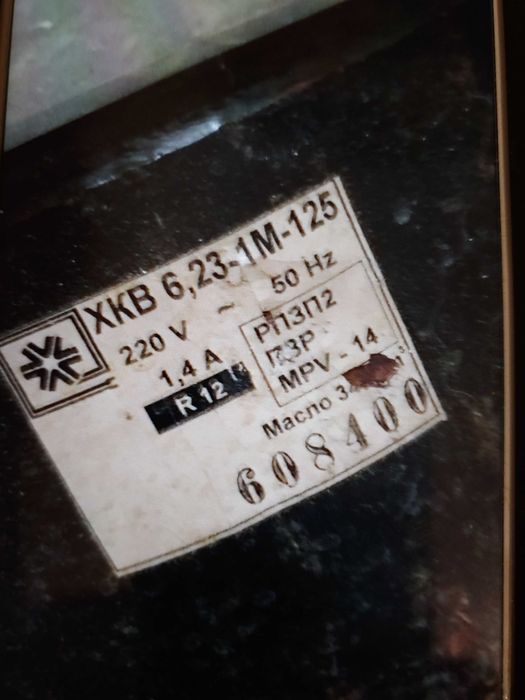 ХКВ 6,23-1М-125
220 V ~ 50 Hz
1,4 A
R 12
РПЗП2
ПЗР
MPV - 14
Масло
608400